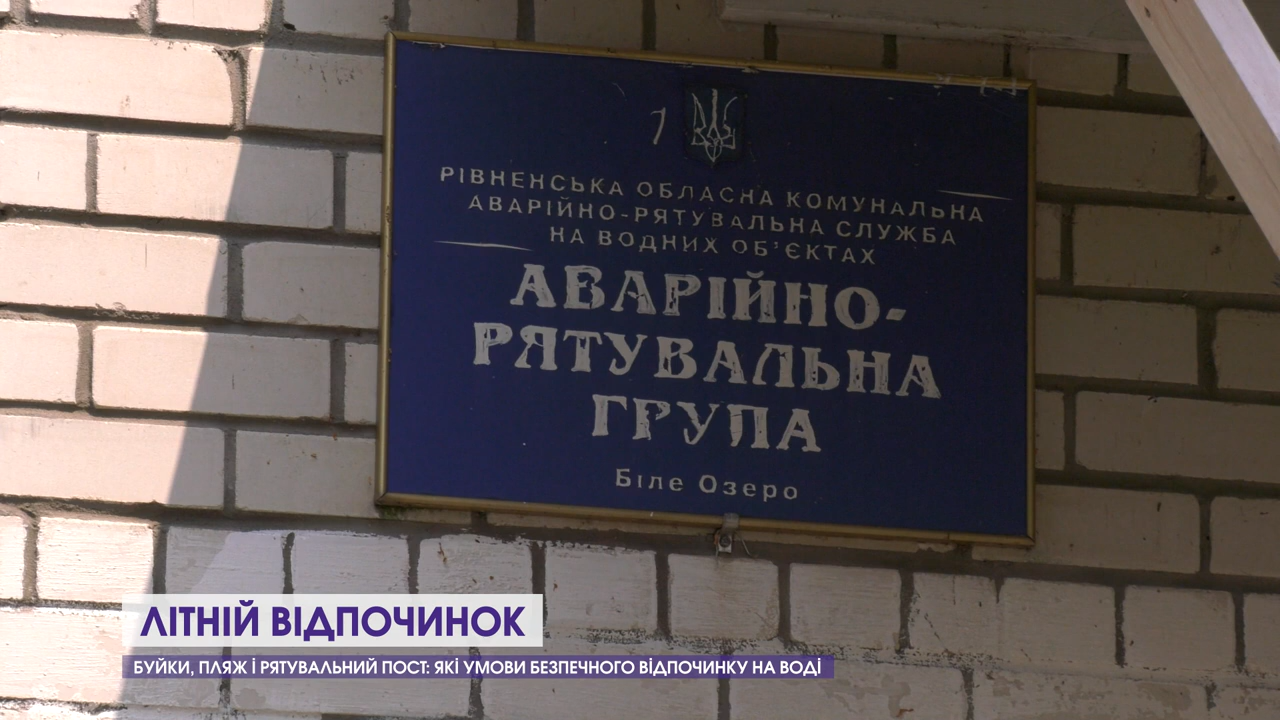 РІВНЕНСЬКА ОБЛАСНА КОМУНАЛЬНА
АВАРІЙНО-РЯТУВАЛЬНА СЛУЖБА
НА ВОДНИХ ОБ'ЄКТАХ
АВАРІЙНО-
РЯТУВАЛЬНА
ГРУПА
Біле Озеро
ЛІТНІЙ ВІДПОЧИНОК
БУЙКИ, ПЛЯЖ І РЯТУВАЛЬНИЙ ПОСТ: ЯКІ УМОВИ БЕЗПЕЧНОГО ВІДПОЧИНКУ НА ВОДІ